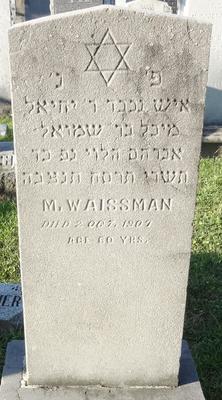 פ׳ נ׳
איש נכבד ר׳ יחיאל
מיכל בר׳ שמואל
אברהם הלוי נפ׳ כד
תשרי תרסח תנצבה
M. WAISSMAN
DIED 2 OCT. 1907
AGE 60 YRS.